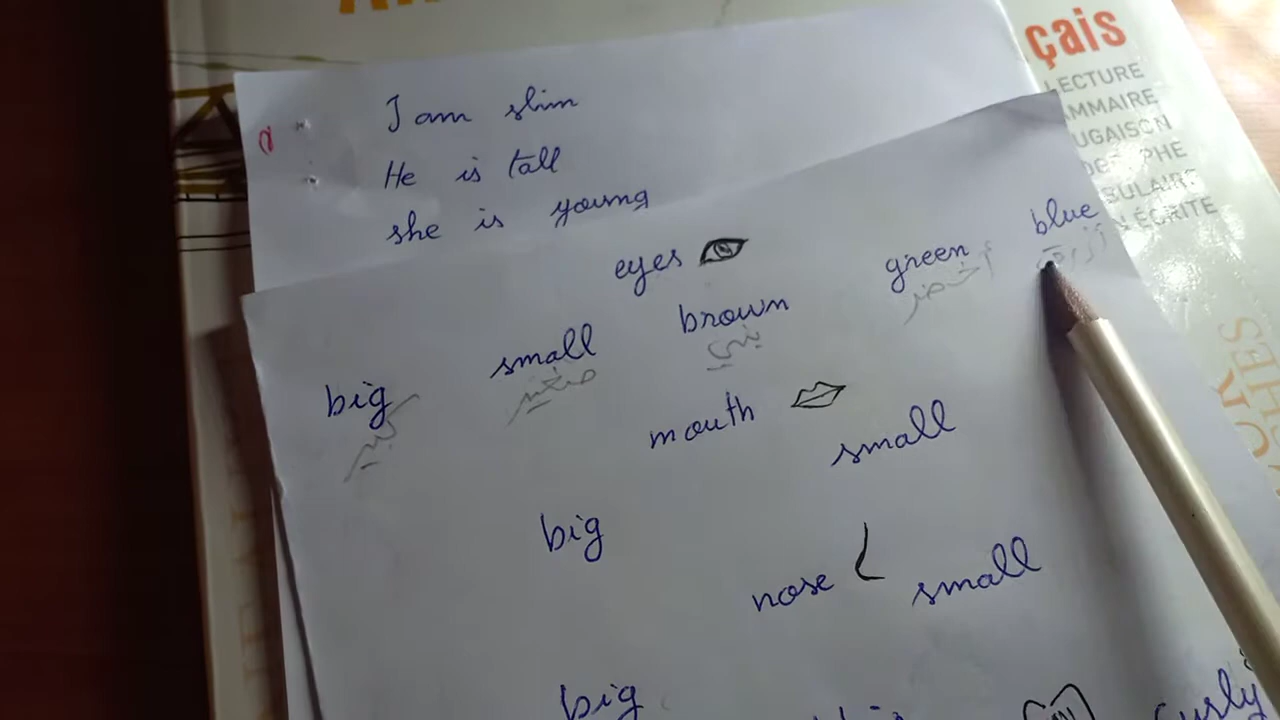 I am slim
He is tall
she is young
eyes
blue
أزرق
green
أخضر
brown
بني
small
صغير
big
كبير
mouth
small
big
nose
small
big
curly
çais
LECTURE